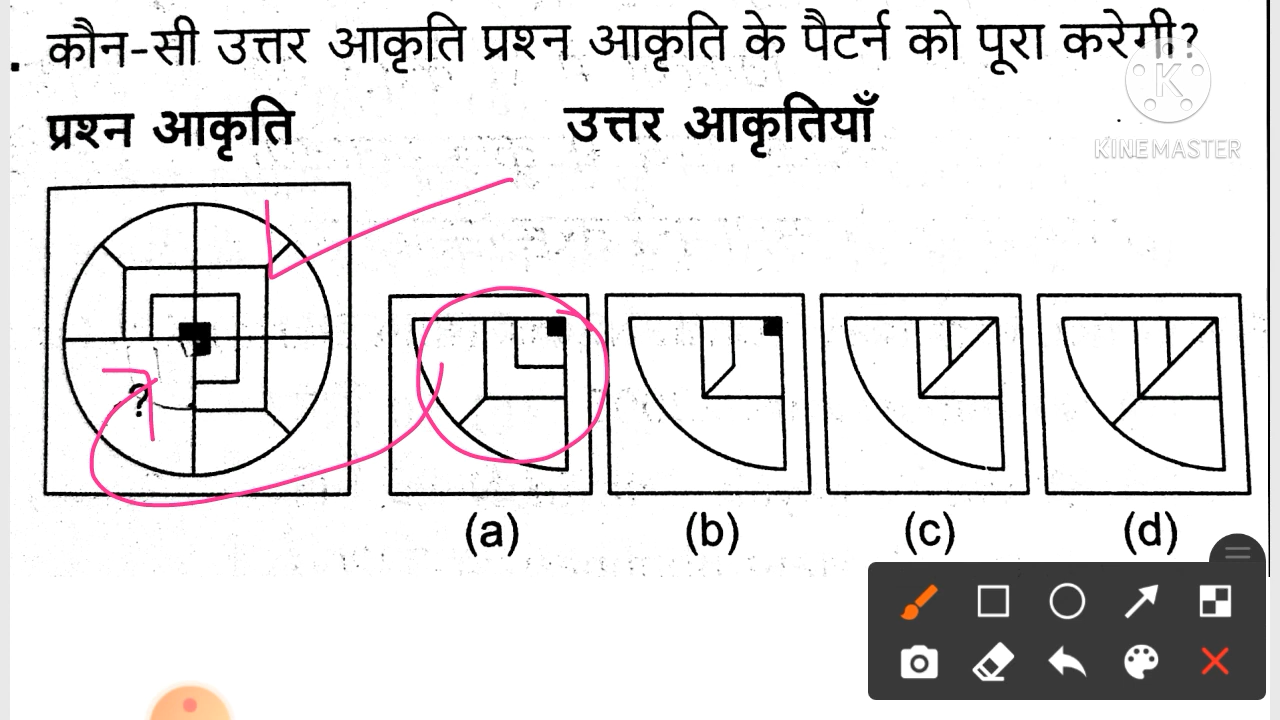 . कौन-सी उत्तर आकृति प्रश्न आकृति के पैटर्न को पूरा करेगी?
K
KINEMASTER
प्रश्न आकृति उत्तर आकृतियाँ
?
(a) (b) (c) (d)